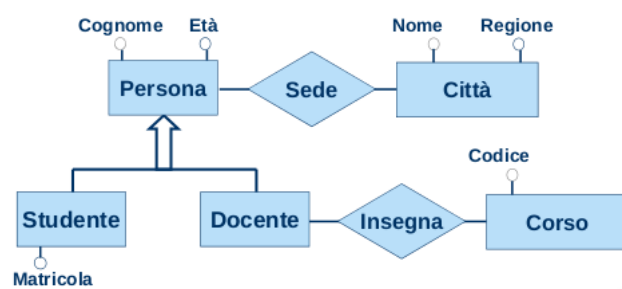 Cognome Età Nome Regione
Persona Sede Città
Codice
Studente Docente Insegna Corso
Matricola